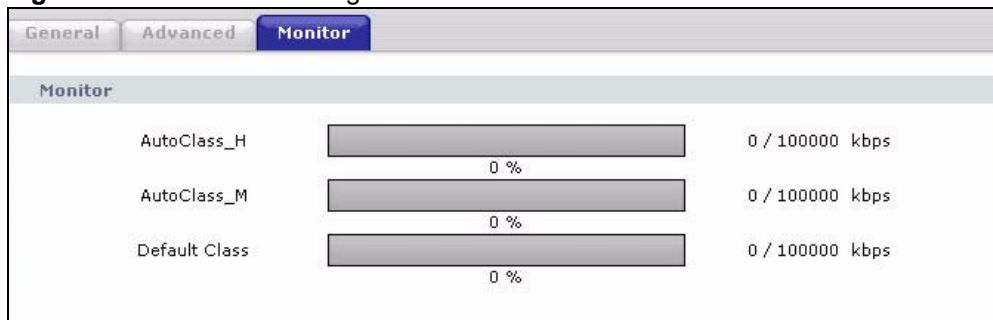 General Advanced Monitor
Monitor
AutoClass_H 0 / 100000 kbps
0 %
AutoClass_M 0 / 100000 kbps
0 %
Default Class 0 / 100000 kbps
0 %